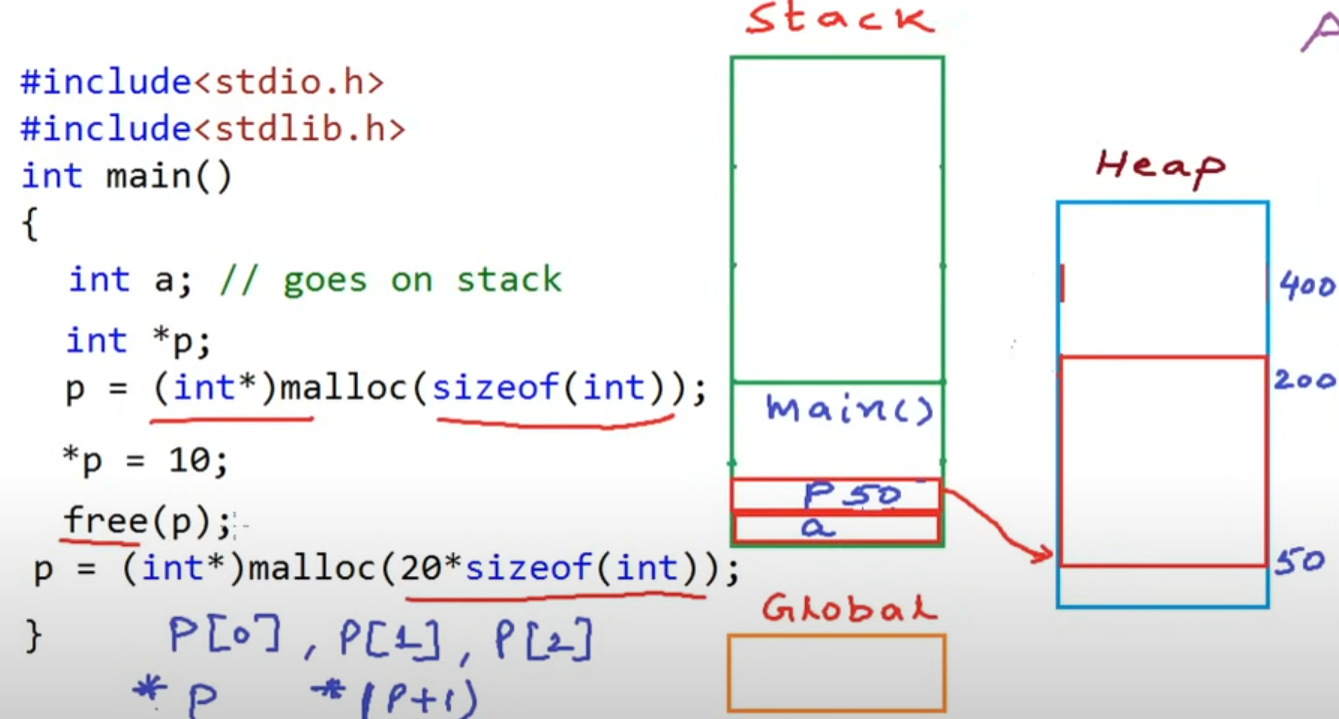 Stack
#include<stdio.h>
#include<stdlib.h>
int main()
{
int a; // goes on stack
int *p;
p = (int*)malloc(sizeof(int));
*p = 10;
free(p);
p = (int*)malloc(20*sizeof(int));
}
P[0], P[1], P[2]
*P *(P+1)
main()
P 50
a
Global
Heap
400
200
50